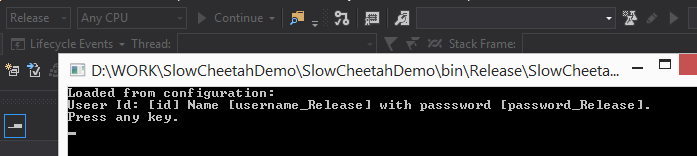 Release Any CPU Continue
Lifecycle Events Thread: Stack Frame:
D:\WORK\SlowCheetahDemo\SlowCheetahDemo\bin\Release\SlowCheeta...
Loaded from configuration:
Useer Id: [id] Name [username_Release] with passsword [password_Release].
Press any key.